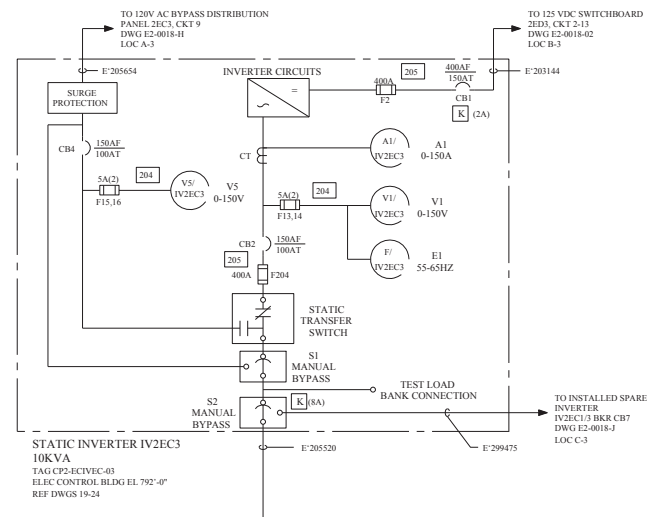 TO 120V AC BYPASS DISTRIBUTION
PANEL 2EC3, CKT 9
DWG E2-0018-H
LOC A-3
TO 125 VDC SWITCHBOARD
2ED3, CKT 2-13
DWG E2-0018-02
LOC B-3
E'205654
INVERTER CIRCUITS
E'203144
SURGE
PROTECTION
=
400A
F2
205
400AF
150AT
CB1
K (2A)
CB4
150AF
100AT
CT
A1/
IV2EC3
A1
0-150A
5A(2)
F15,16
204
V5/
IV2EC3
V5
0-150V
5A(2)
F13,14
204
V1/
IV2EC3
V1
0-150V
CB2
150AF
100AT
F/
IV2EC3
E1
55-65HZ
205
400A
F204
STATIC
TRANSFER
SWITCH
S1
MANUAL
BYPASS
TEST LOAD
BANK CONNECTION
S2
MANUAL
BYPASS
K (8A)
TO INSTALLED SPARE
INVERTER
IV2EC1/3 BKR CB7
DWG E2-0018-J
LOC C-3
E'205520
E'299475
STATIC INVERTER IV2EC3
10KVA
TAG CP2-ECIVEC-03
ELEC CONTROL BLDG EL 792'-0"
REF DWGS 19-24